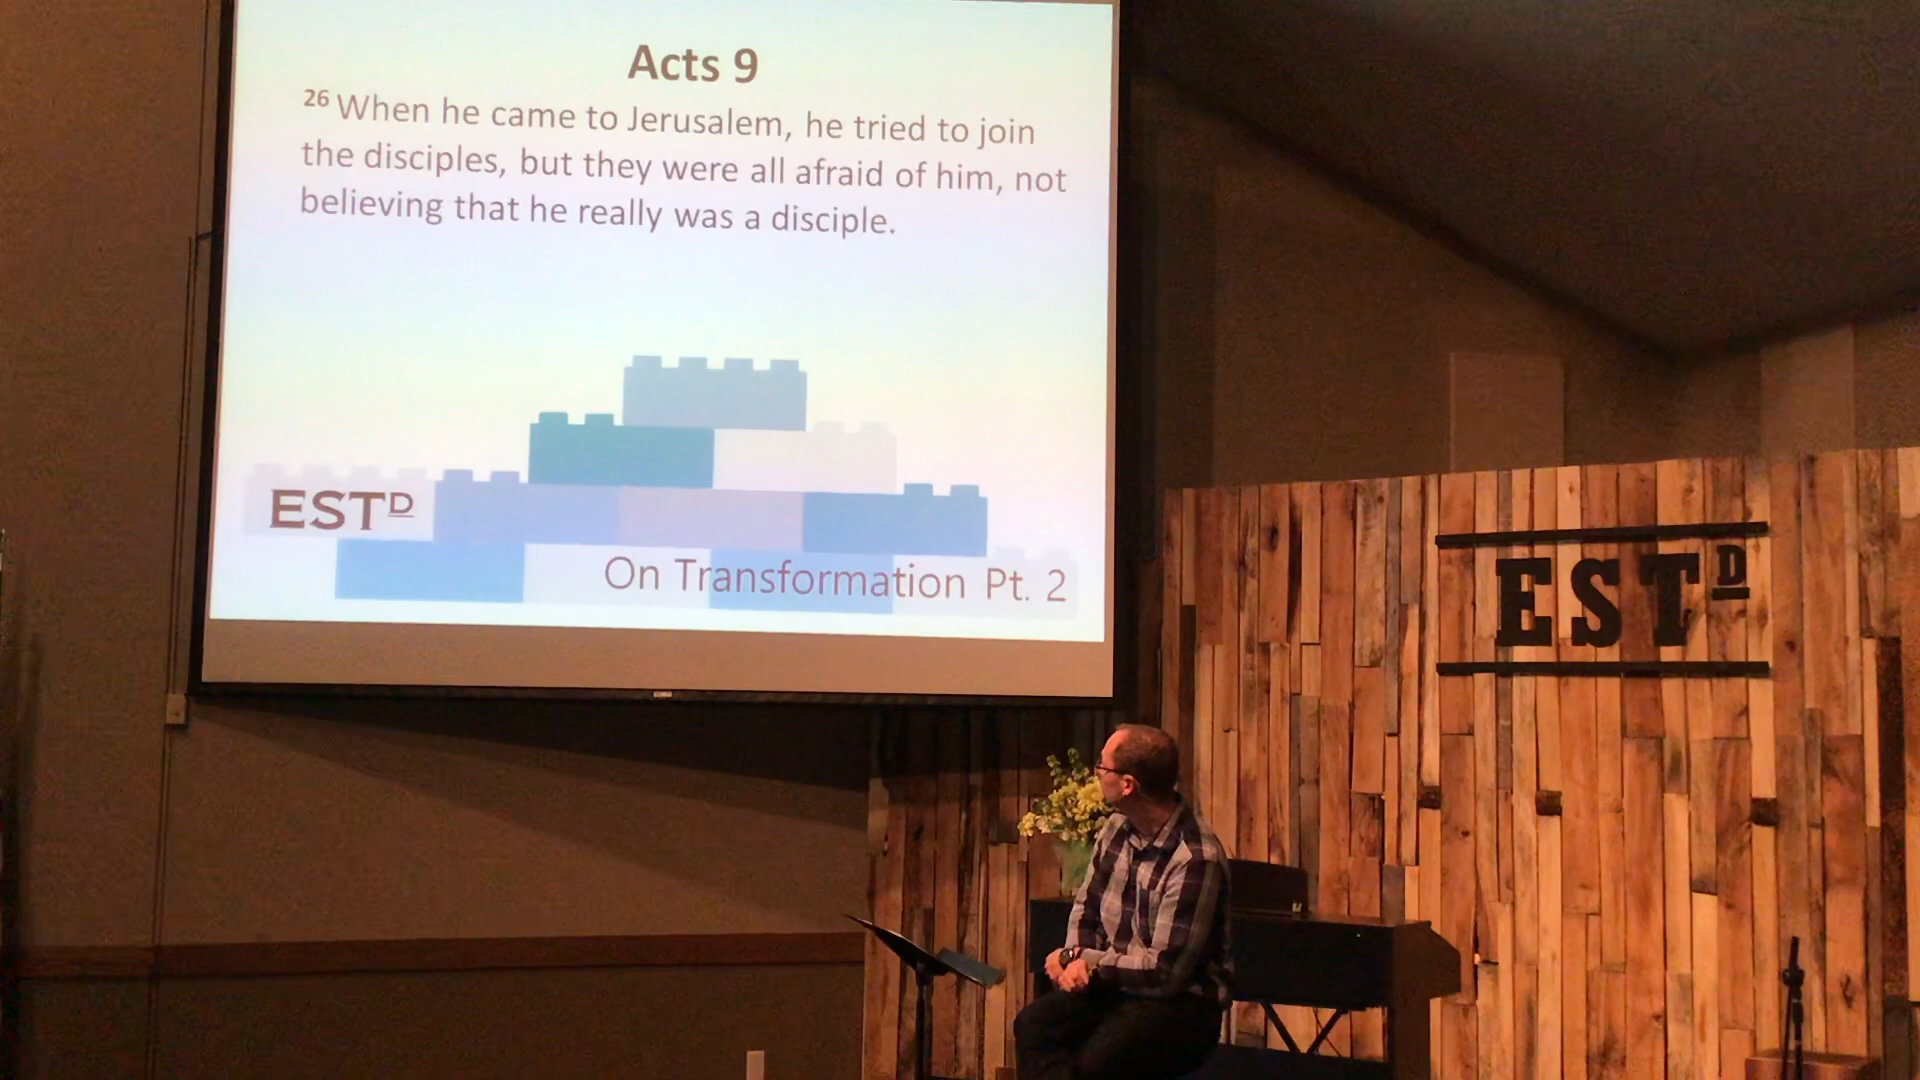 Acts 9
26 When he came to Jerusalem, he tried to join
the disciples, but they were all afraid of him, not
believing that he really was a disciple.
ESTD
On Transformation Pt. 2
ESTD